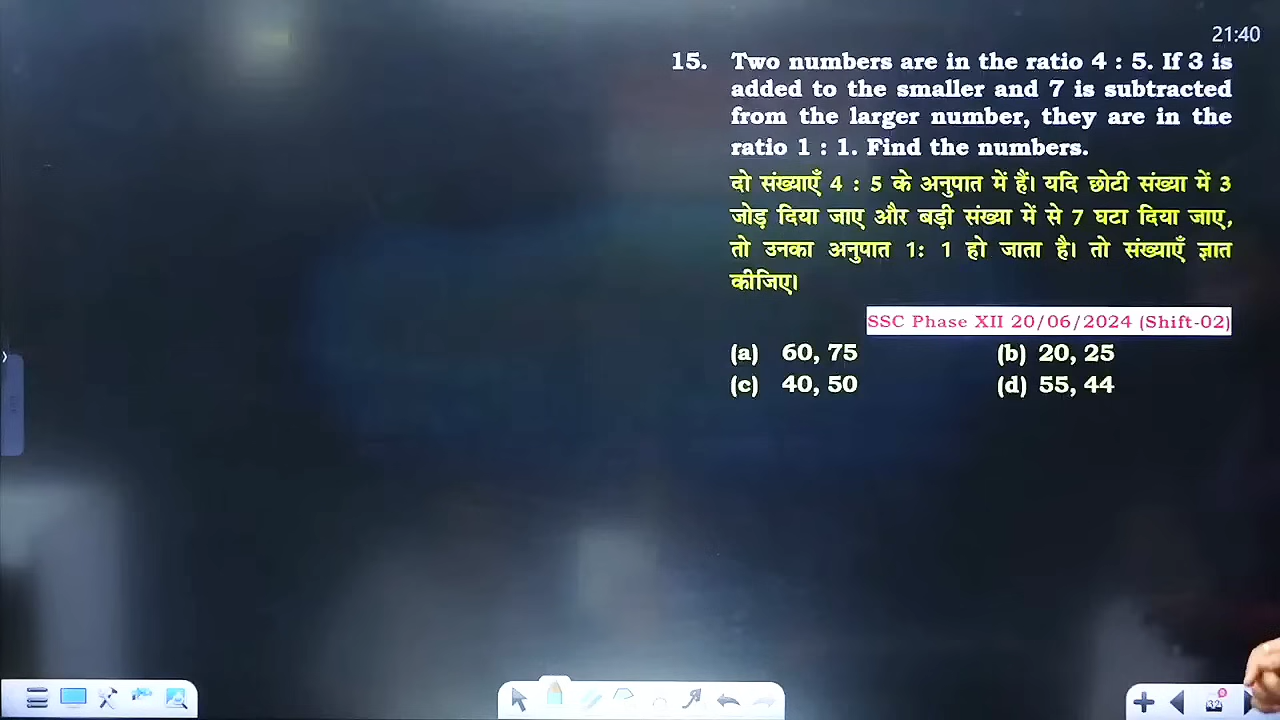 21:40
15. Two numbers are in the ratio 4 : 5. If 3 is
added to the smaller and 7 is subtracted
from the larger number, they are in the
ratio 1 : 1. Find the numbers.
दो संख्याएँ 4 : 5 के अनुपात में हैं। यदि छोटी संख्या में 3
जोड़ दिया जाए और बड़ी संख्या में से 7 घटा दिया जाए,
तो उनका अनुपात 1: 1 हो जाता है। तो संख्याएँ ज्ञात
कीजिए।
SSC Phase XII 20/06/2024 (Shift-02)
(a) 60, 75 (b) 20, 25
(c) 40, 50 (d) 55, 44
32